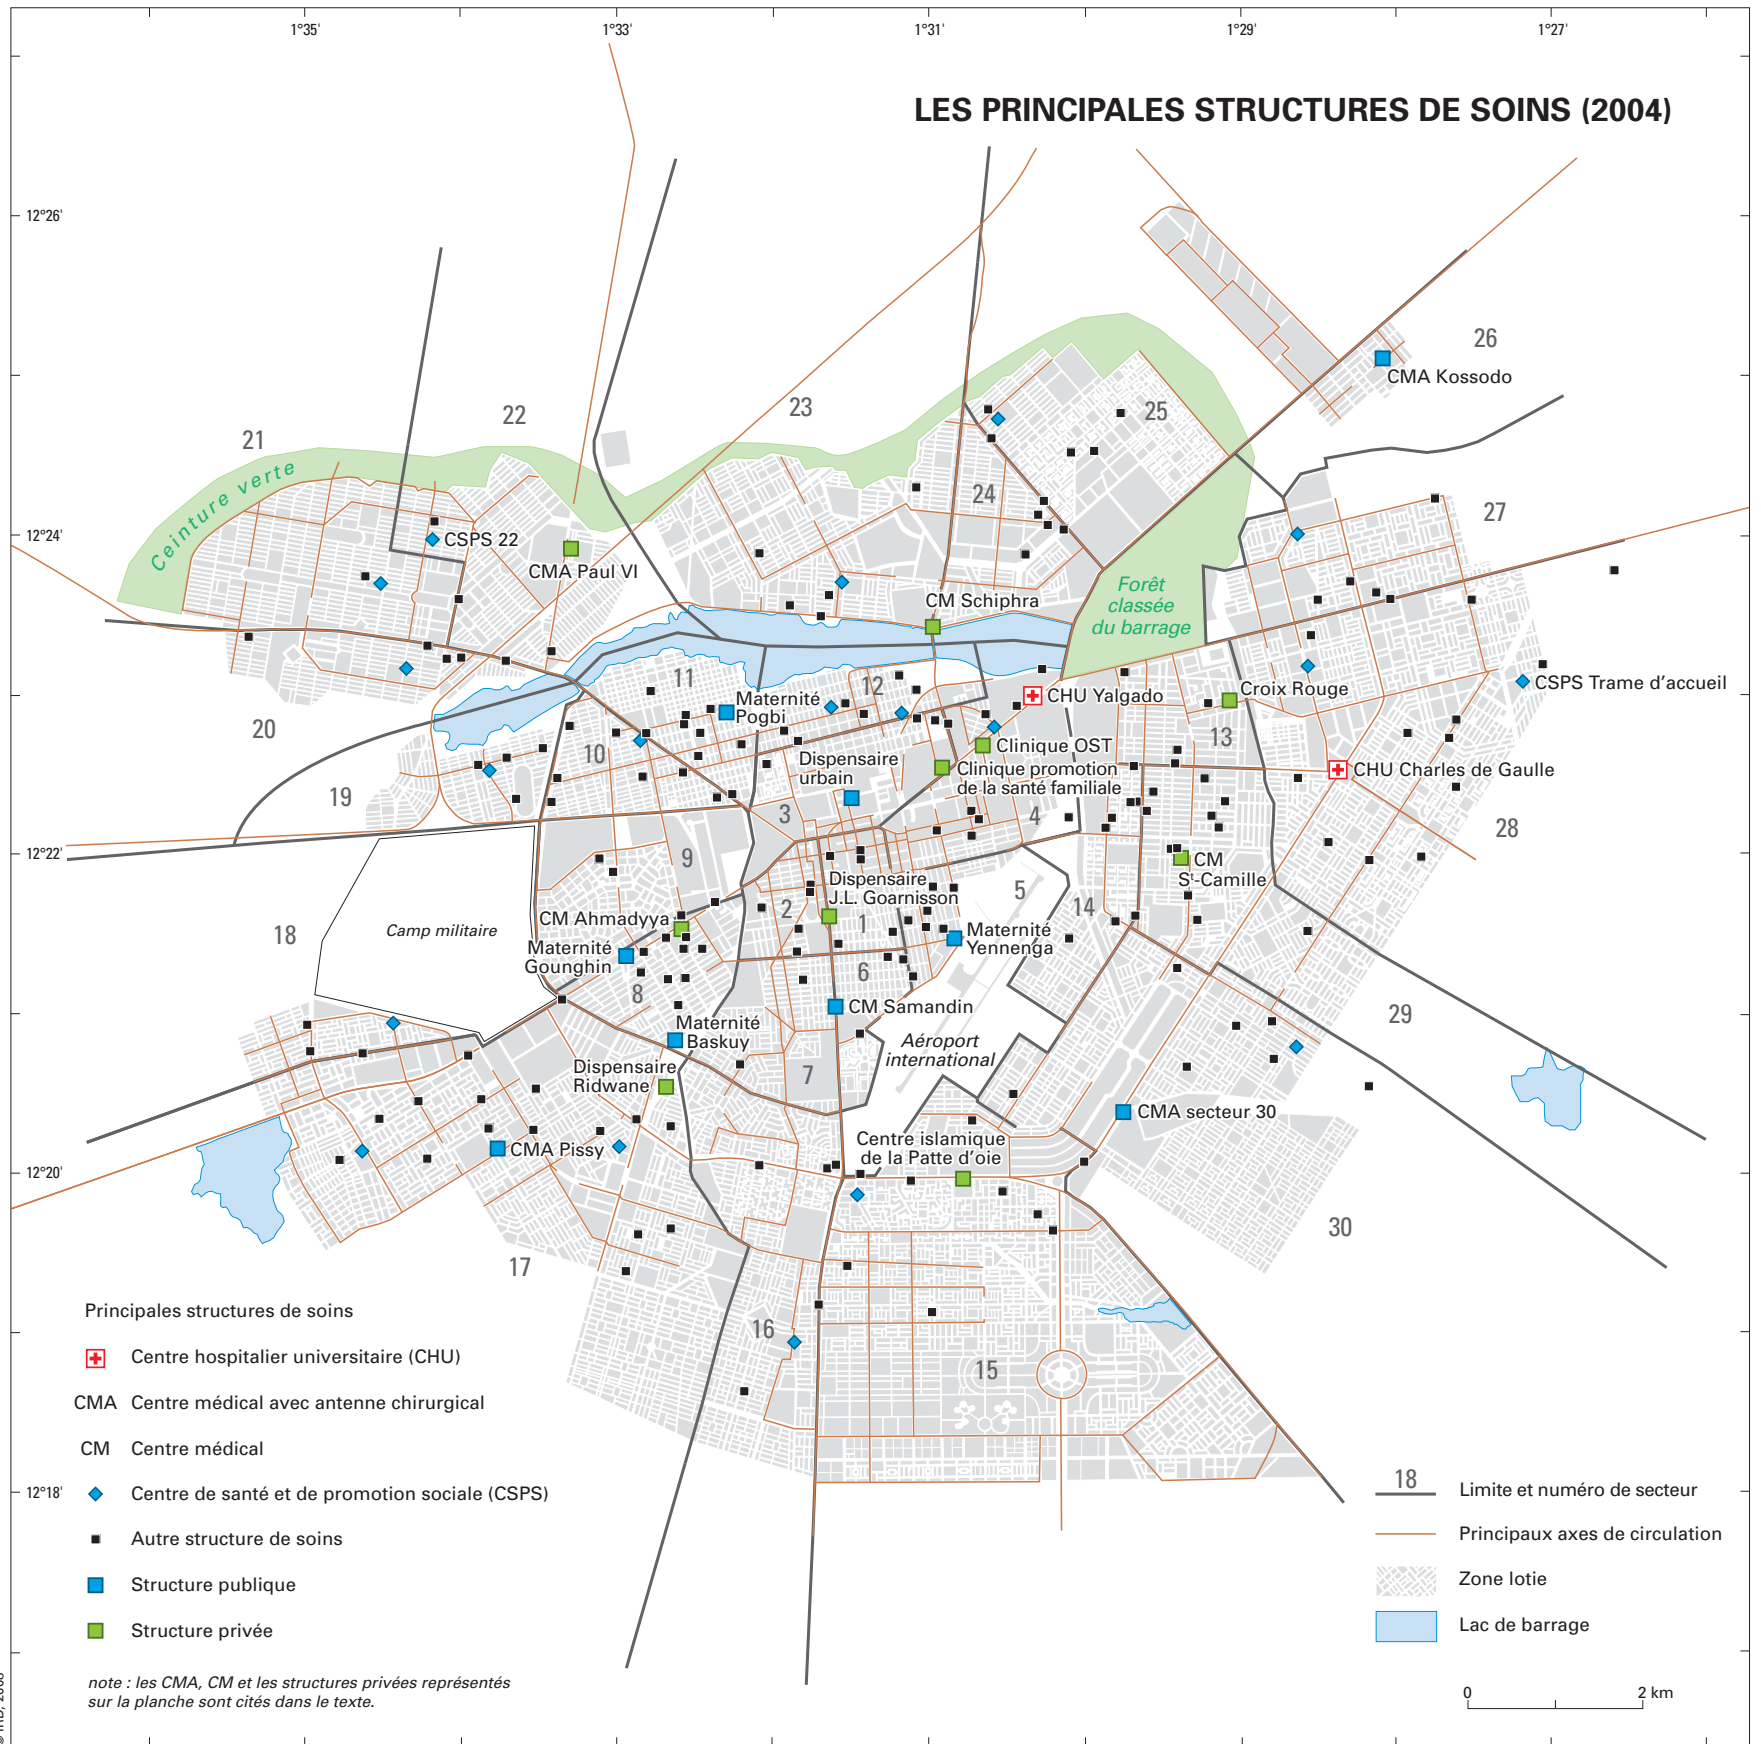 1°35'
1°33'
1°31'
1°29'
1°27'
LES PRINCIPALES STRUCTURES DE SOINS (2004)
12°26'
12°24'
12°22'
12°20'
12°18'
26
CMA Kossodo
25
23
22
21
Ceinture verte
24
27
CSPS 22
CMA Paul VI
CM Schiphra
Forêt
classée
du barrage
11
12
Maternité
Pogbi
CHU Yalgado
Croix Rouge
CSPS Trame d'accueil
20
10
13
Clinique OST
Dispensaire
urbain
Clinique promotion
de la santé familiale
CHU Charles de Gaulle
19
3
4
28
9
CM
St-Camille
Dispensaire
J.L. Goarnisson
5
14
2
1
CM Ahmadyya
Camp militaire
18
Maternité
Gounghin
Maternité
Yennenga
6
8
CM Samandin
29
Maternité
Baskuy
Aéroport
international
7
Dispensaire
Ridwane
CMA secteur 30
CMA Pissy
Centre islamique
de la Patte d'oie
30
17
16
15
Principales structures de soins
Centre hospitalier universitaire (CHU)
CMA Centre médical avec antenne chirurgical
CM Centre médical
Centre de santé et de promotion sociale (CSPS)
Autre structure de soins
Structure publique
Structure privée
note : les CMA, CM et les structures privées représentés
sur la planche sont cités dans le texte.
18 Limite et numéro de secteur
Principaux axes de circulation
Zone lotie
Lac de barrage
0 2 km